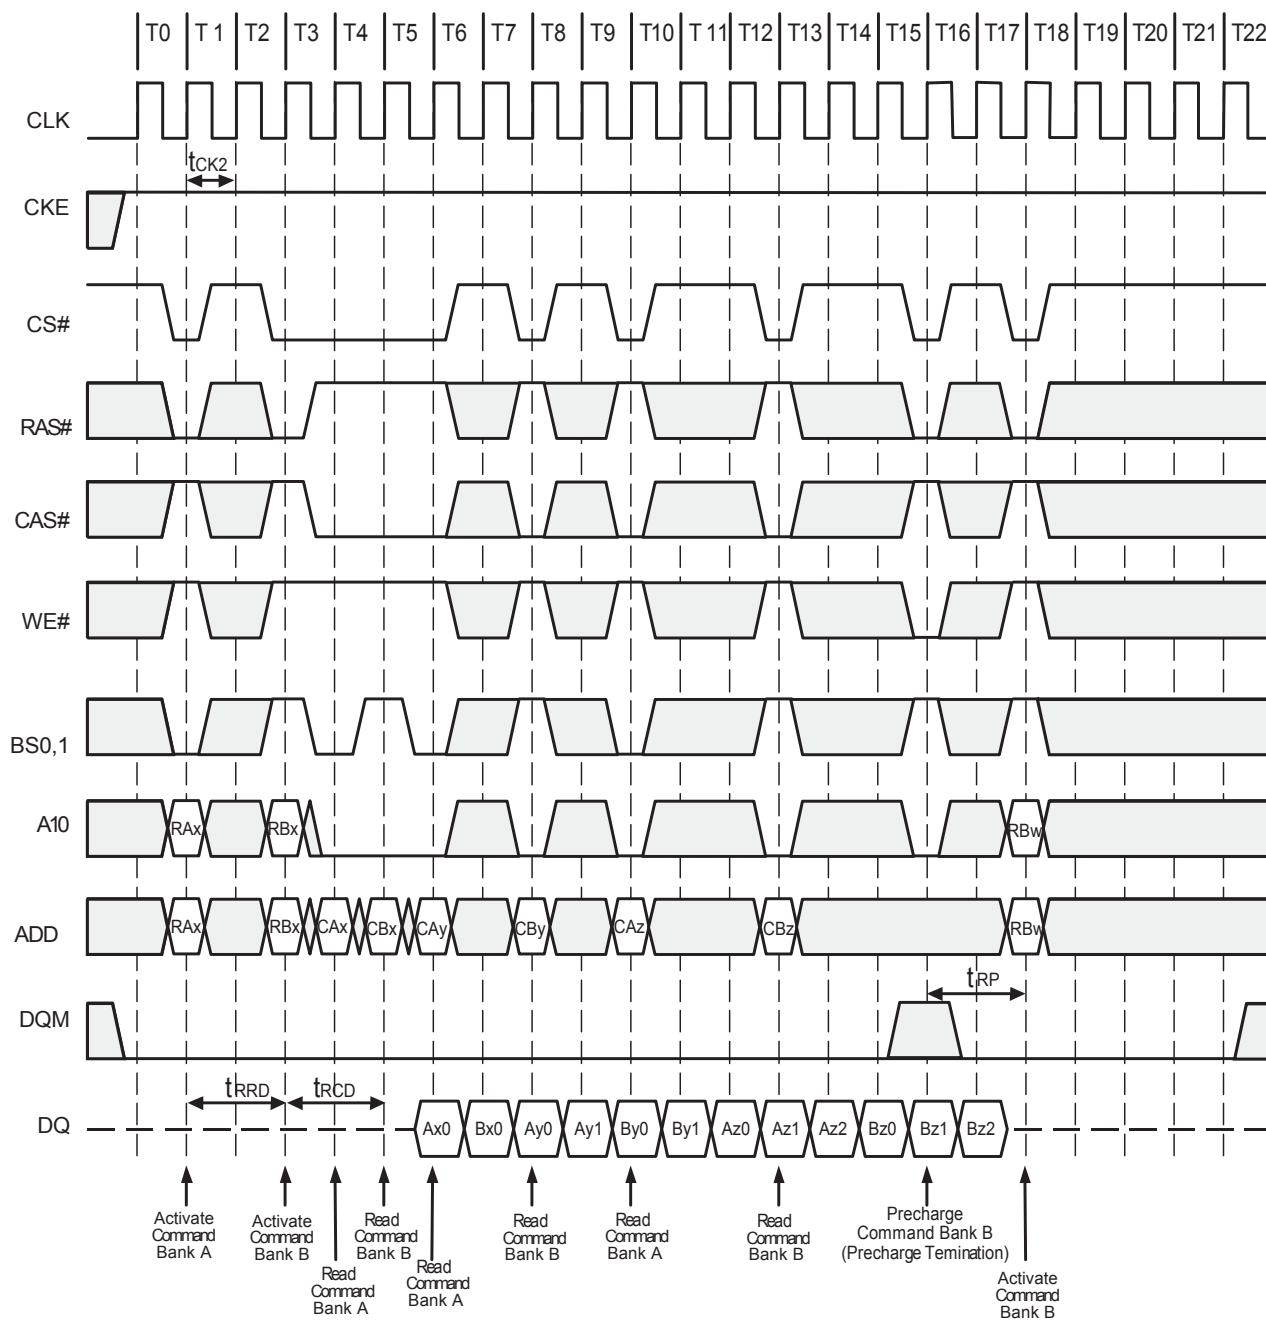 T0 T 1 T2 T3 T4 T5 T6 T7 T8 T9 T10 T 11 T12 T13 T14 T15 T16 T17 T18 T19 T20 T21 T22
CLK
tCK2
CKE
CS#
RAS#
CAS#
WE#
BS0,1
A10
RAx RBx RBw
ADD
RAx RBx CAx CBx CAy CBy CAz CBz RBw
tRP
DQM
tRRD tRCD
DQ
Ax0 Bx0 Ay0 Ay1 By0 By1 Az0 Az1 Az2 Bz0 Bz1 Bz2
Activate
Command
Bank A
Activate
Command
Bank B
Read
Command
Bank A
Read
Command
Bank B
Read
Command
Bank A
Read
Command
Bank B
Read
Command
Bank A
Read
Command
Bank B
Precharge
Command Bank B
(Precharge Temination)
Activate
Command
Bank B